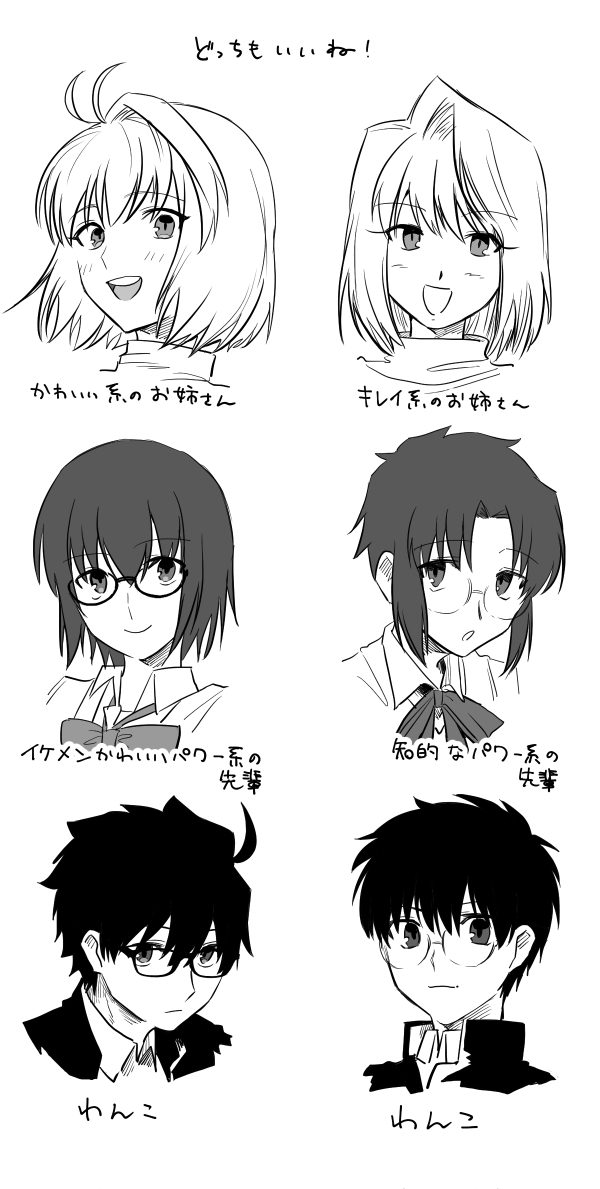 どっちもいいね!
かわいい系のお姉さん
キレイ系のお姉さん
イケメンかわいいパワー系の
先輩
知的なパワー系の
先輩
わんこ
わんこ